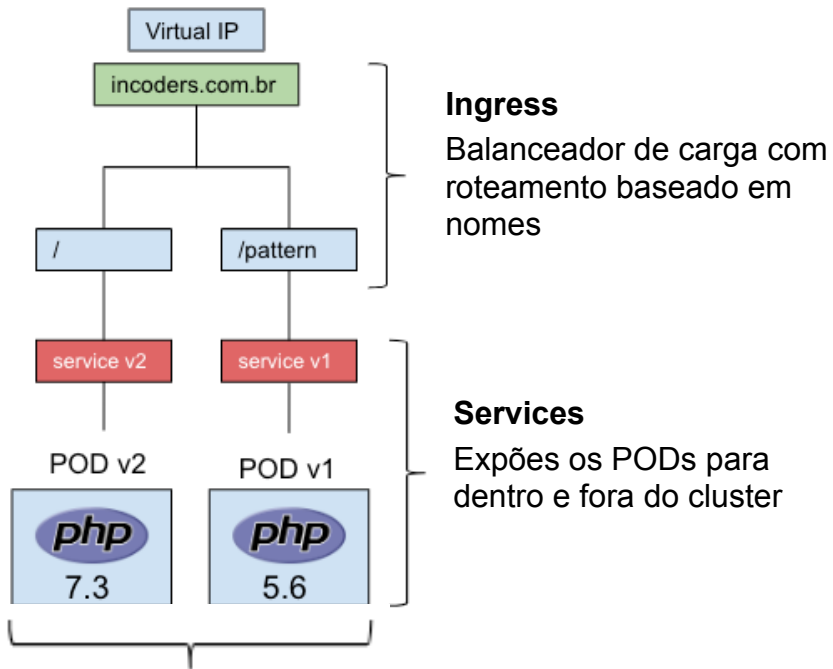 Virtual IP
incoders.com.br
Ingress
Balanceador de carga com
roteamento baseado em
nomes
/
/pattern
service v2
service v1
Services
Expões os PODs para
dentro e fora do cluster
POD v2
POD v1
php
php
7.3
5.6